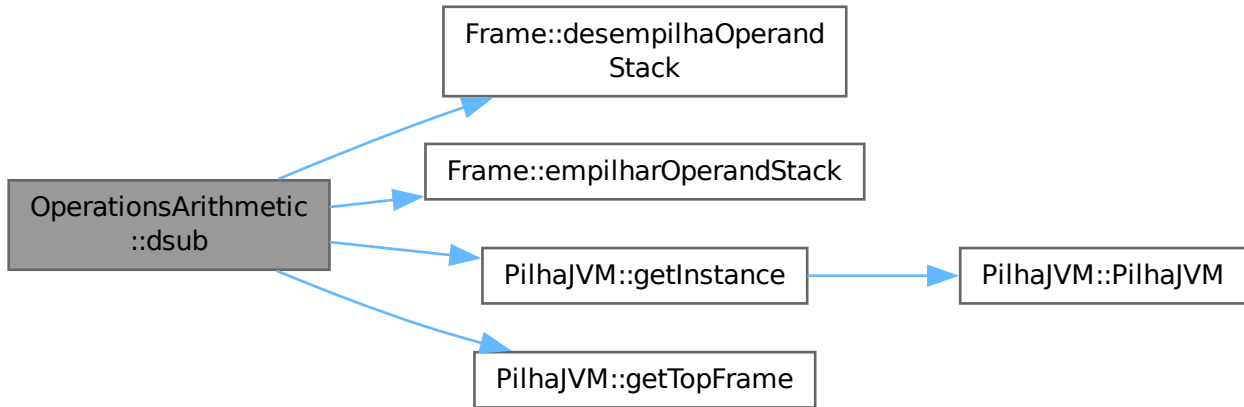 Frame::desempilhaOperand
Stack
Frame::empilharOperandStack
OperationsArithmetic
::dsub
PilhaJVM::getInstance
PilhaJVM::PilhaJVM
PilhaJVM::getTopFrame